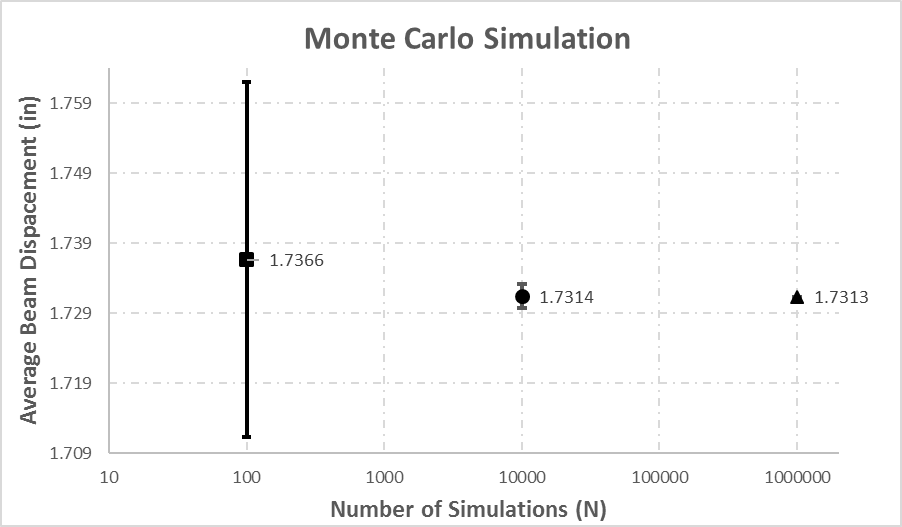 Monte Carlo Simulation
Average Beam Dispacement (in)
1.759
1.749
1.739
1.729
1.719
1.709
1.7366
1.7314
1.7313
10 100 1000 10000 100000 1000000
Number of Simulations (N)